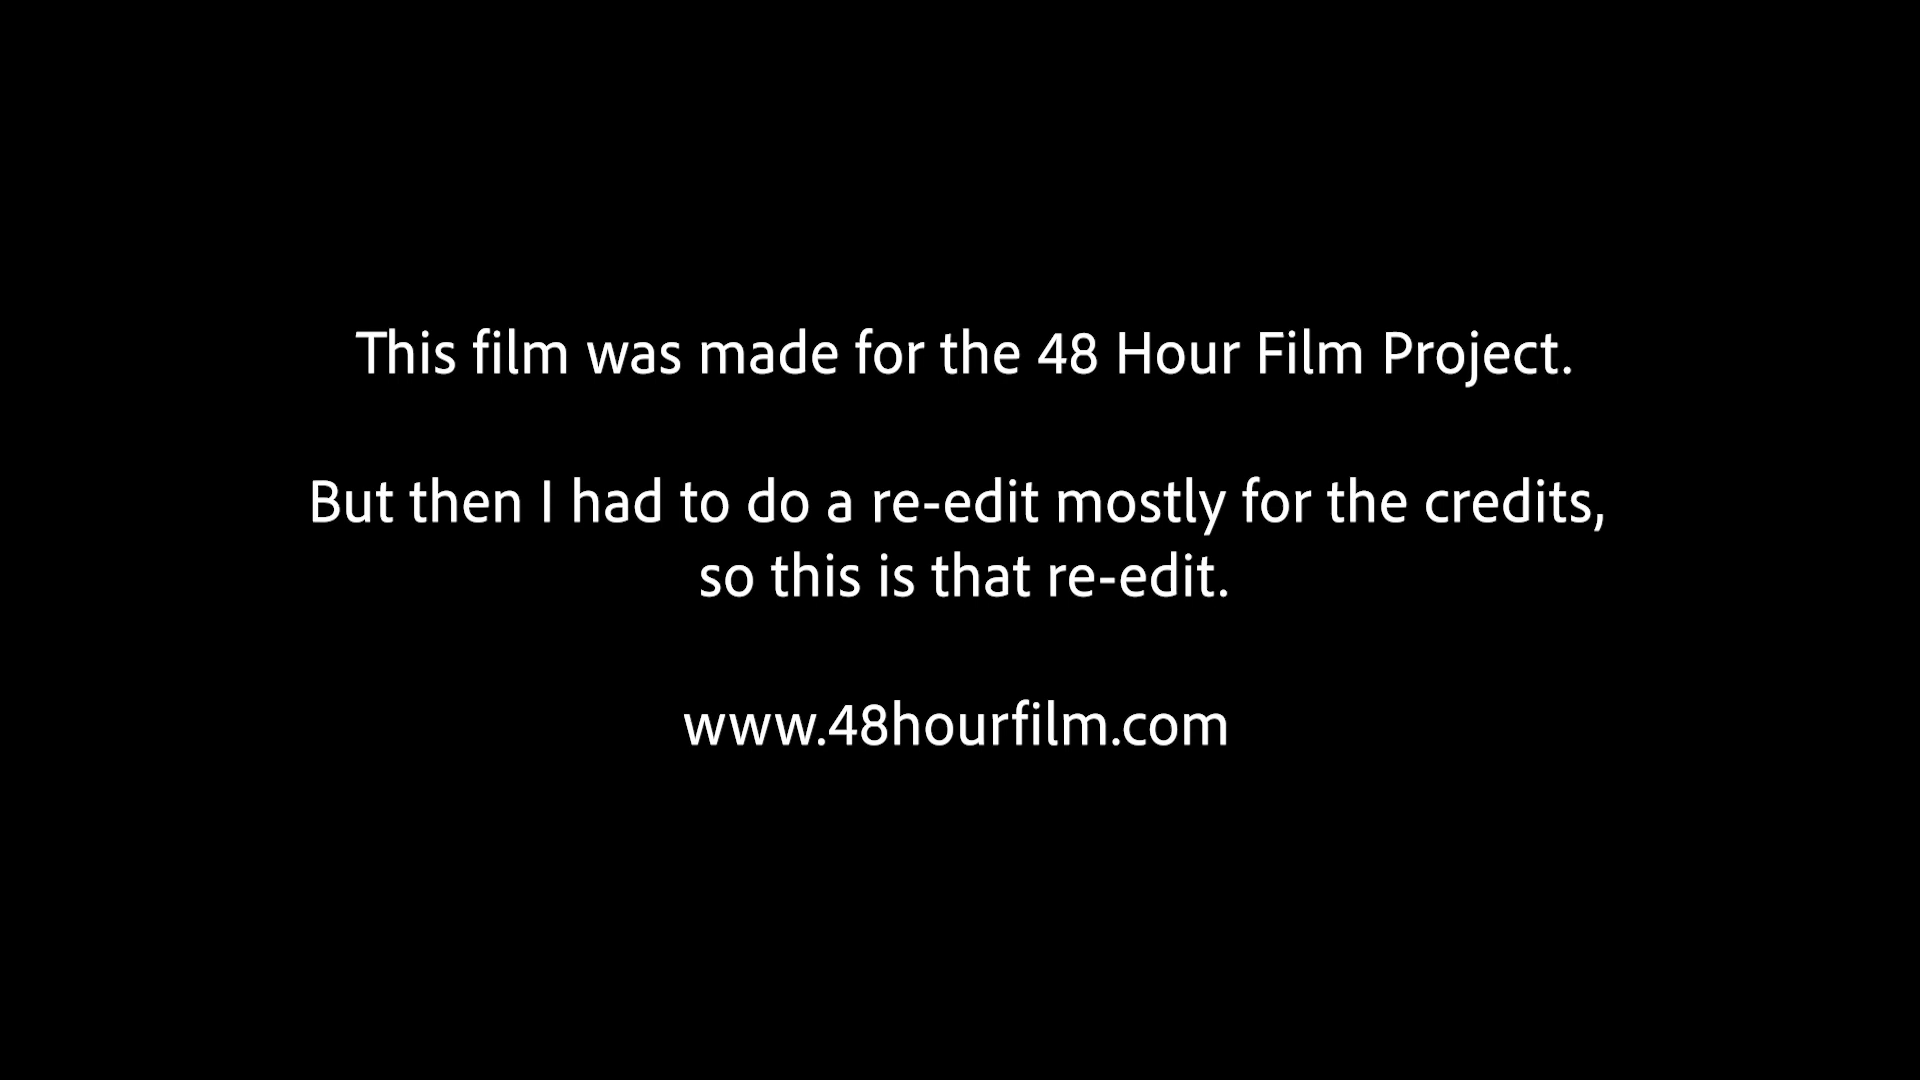 This film was made for the 48 Hour Film Project.
But then I had to do a re-edit mostly for the credits,
so this is that re-edit.
www.48hourfilm.com